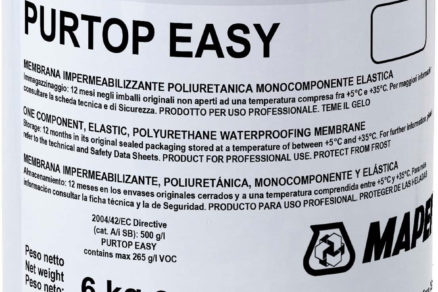 PURTOP EASY
MEMBRANA IMPERMEABILIZZANTE POLIURETANICA MONOCOMPONENTE ELASTICA
Immagazzinaggio: 12 mesi negli imballi originali non aperti ad una temperatura compresa fra +5°C e +35°C. Per maggiori informazioni
consultare la scheda tecnica e di Sicurezza. PRODOTTO PER USO PROFESSIONALE. TEME IL GELO
ONE COMPONENT, ELASTIC, POLYURETHANE WATERPROOFING MEMBRANE
Storage: 12 months in its original sealed packaging stored at a temperature of between +5°C and +35°C. For further information, please
refer to the technical and Safety Data Sheets. PRODUCT FOR PROFESSIONAL USE. PROTECT FROM FROST
MEMBRANA IMPERMEABILIZANTE, POLIURETÁNICA, MONOCOMPONENTE Y ELÁSTICA
Almacenamiento: 12 meses en los envases originales cerrados y a una temperatura comprendida entre +5°C y +35°C. Para más
información consultar la ficha técnica y la de Seguridad. PRODUCTO PARA USO PROFESIONAL. PROTEGER DE LAS HELADAS
2004/42/EC Directive
(cat. A/i SB): 500 g/l
PURTOP EASY
contains max 265 g/l VOC
MAPE
Peso netto
Net weight
Peso neto:
6 kg